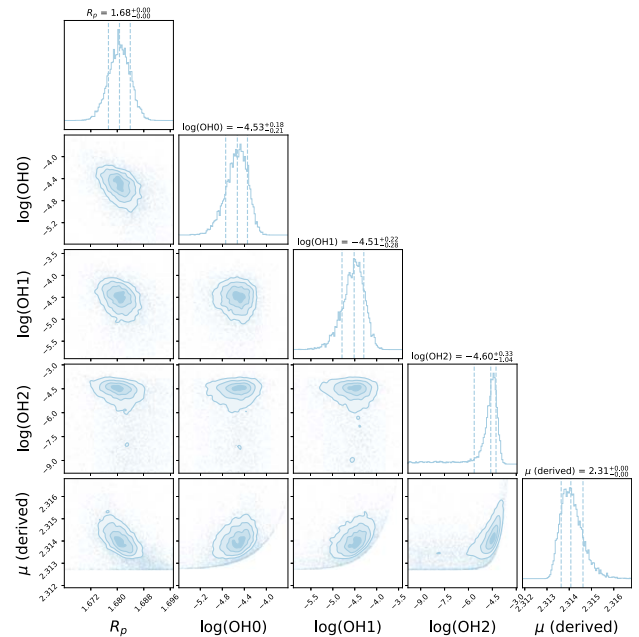 R_p = 1.68^{+0.00}_{-0.00}
log(OH0) = −4.53^{+0.18}_{-0.21}
−4.0
−4.4
−4.8
−5.2
log(OH0)
log(OH1) = −4.51^{+0.22}_{-0.28}
−3.5
−4.0
−4.5
−5.0
−5.5
log(OH1)
log(OH2) = −4.60^{+0.33}_{-1.04}
−3.0
−4.5
−6.0
−7.5
−9.0
log(OH2)
μ (derived) = 2.31^{+0.00}_{-0.00}
2.316
2.315
2.314
2.313
2.312
μ (derived)
1.672 1.680 1.688 1.696
−5.2 −4.8 −4.4 −4.0
−5.5 −5.0 −4.5 −4.0 −3.5
−9.0 −7.5 −6.0 −4.5 −3.0
2.312 2.313 2.314 2.315 2.316
R_p log(OH0) log(OH1) log(OH2) μ (derived)